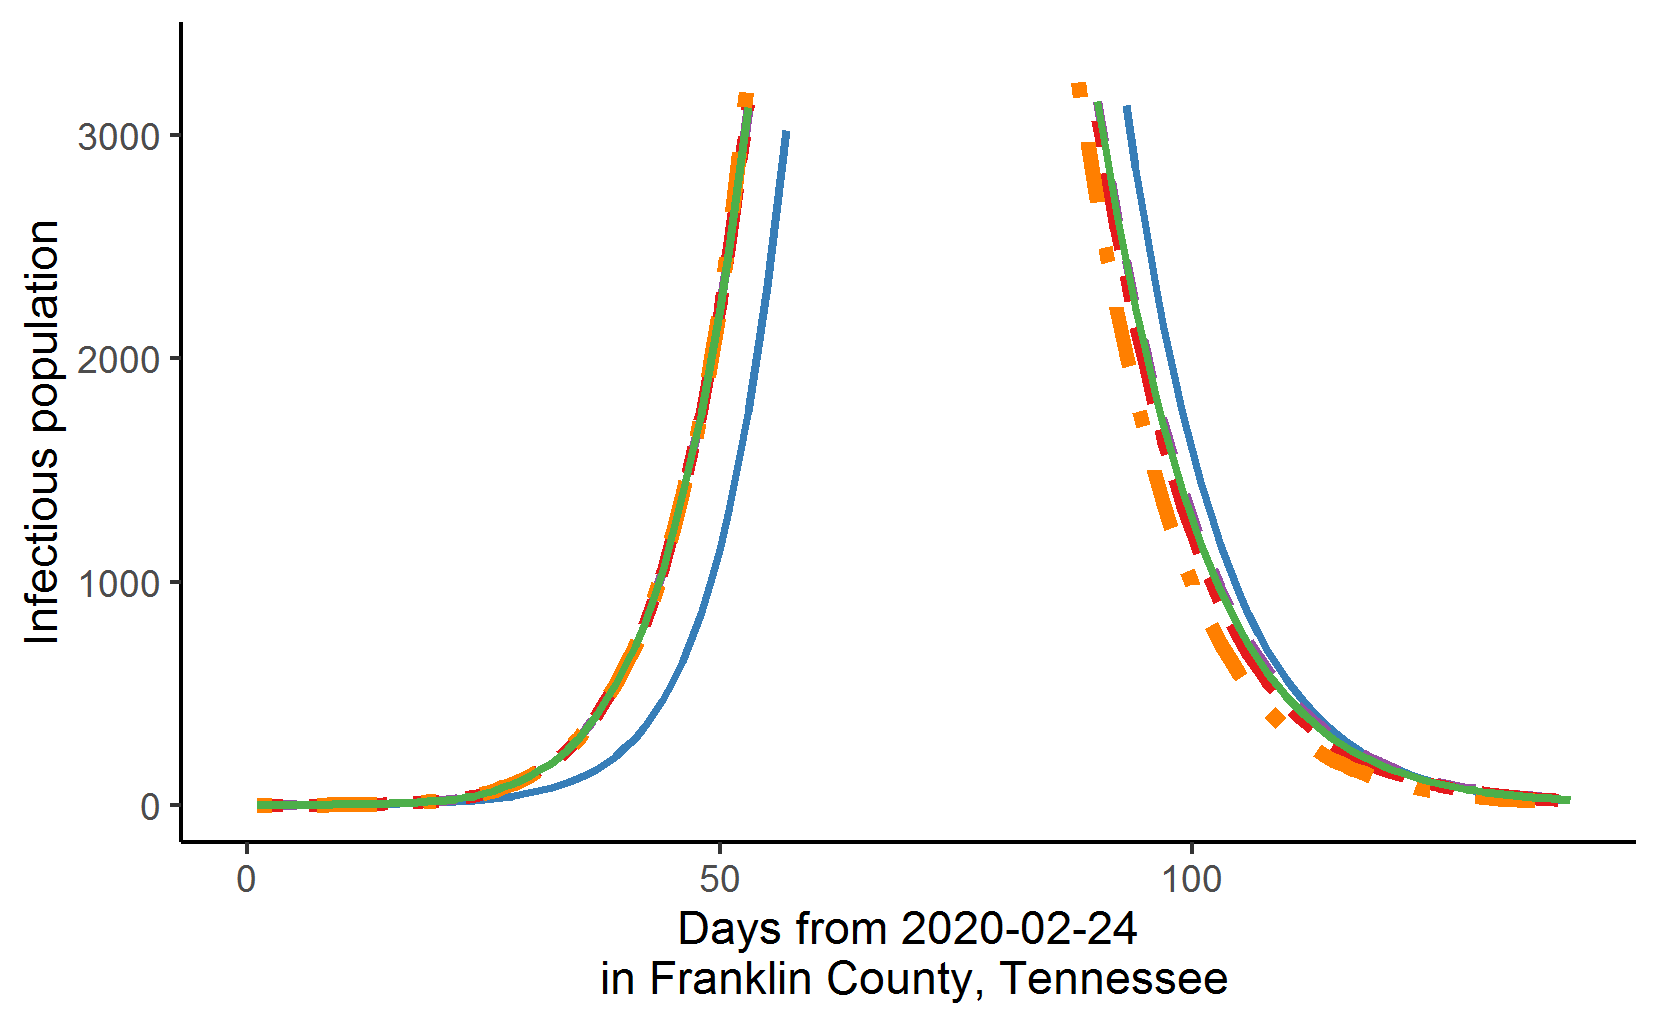 Infectious population
3000
2000
1000
0
0 50 100
Days from 2020-02-24
in Franklin County, Tennessee